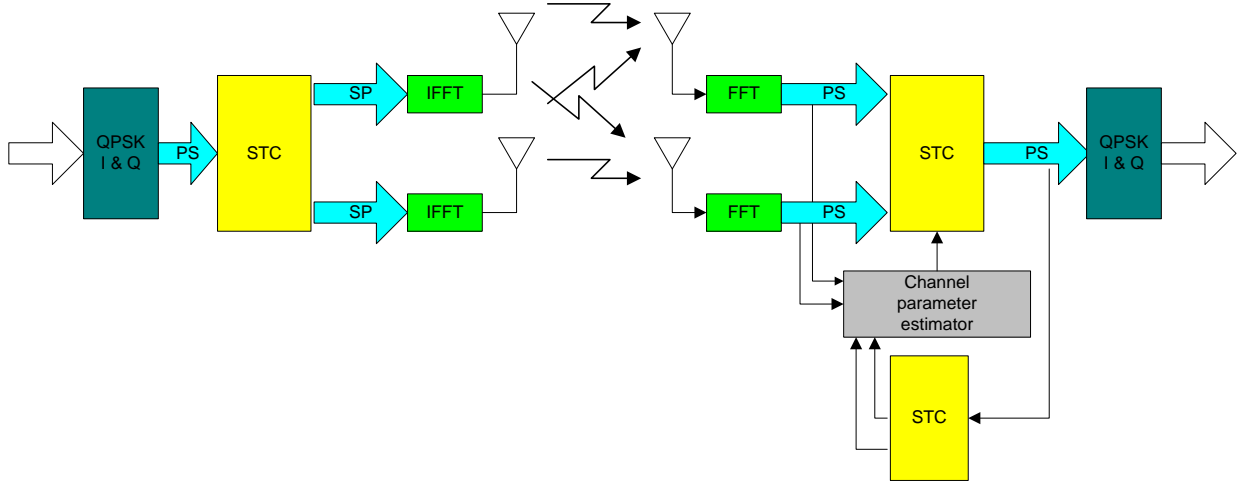 QPSK
I & Q
PS
STC
SP
IFFT
SP
IFFT
FFT
PS
FFT
PS
STC
PS
QPSK
I & Q
Channel
parameter
estimator
STC